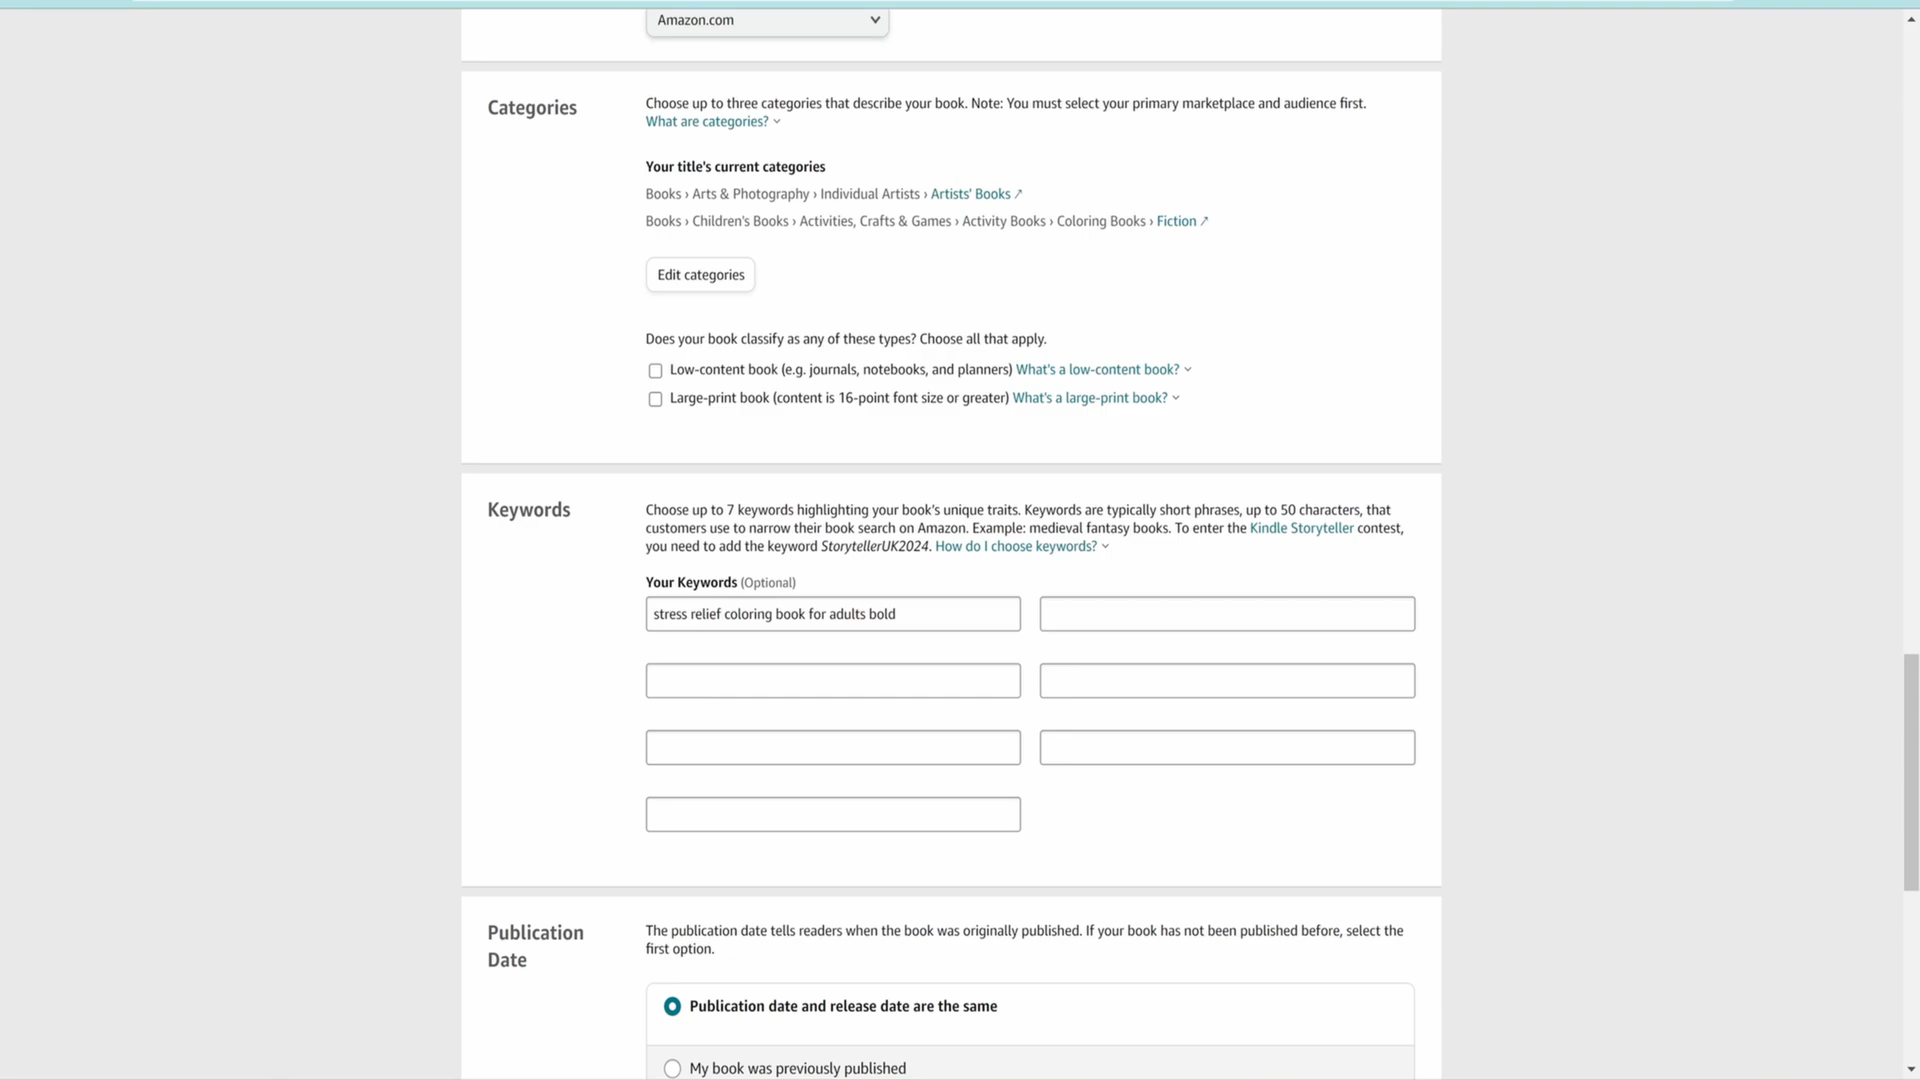 Amazon.com
Categories
Choose up to three categories that describe your book. Note: You must select your primary marketplace and audience first.
What are categories?
Your title's current categories
Books › Arts & Photography › Individual Artists › Artists' Books ↗
Books › Children's Books › Activities, Crafts & Games › Activity Books › Coloring Books › Fiction ↗
Edit categories
Does your book classify as any of these types? Choose all that apply.
Low-content book (e.g. journals, notebooks, and planners) What's a low-content book?
Large-print book (content is 16-point font size or greater) What's a large-print book?
Keywords
Choose up to 7 keywords highlighting your book's unique traits. Keywords are typically short phrases, up to 50 characters, that
customers use to narrow their book search on Amazon. Example: medieval fantasy books. To enter the Kindle Storyteller contest,
you need to add the keyword StorytellerUK2024. How do I choose keywords?
Your Keywords (Optional)
stress relief coloring book for adults bold
Publication
Date
The publication date tells readers when the book was originally published. If your book has not been published before, select the
first option.
Publication date and release date are the same
My book was previously published